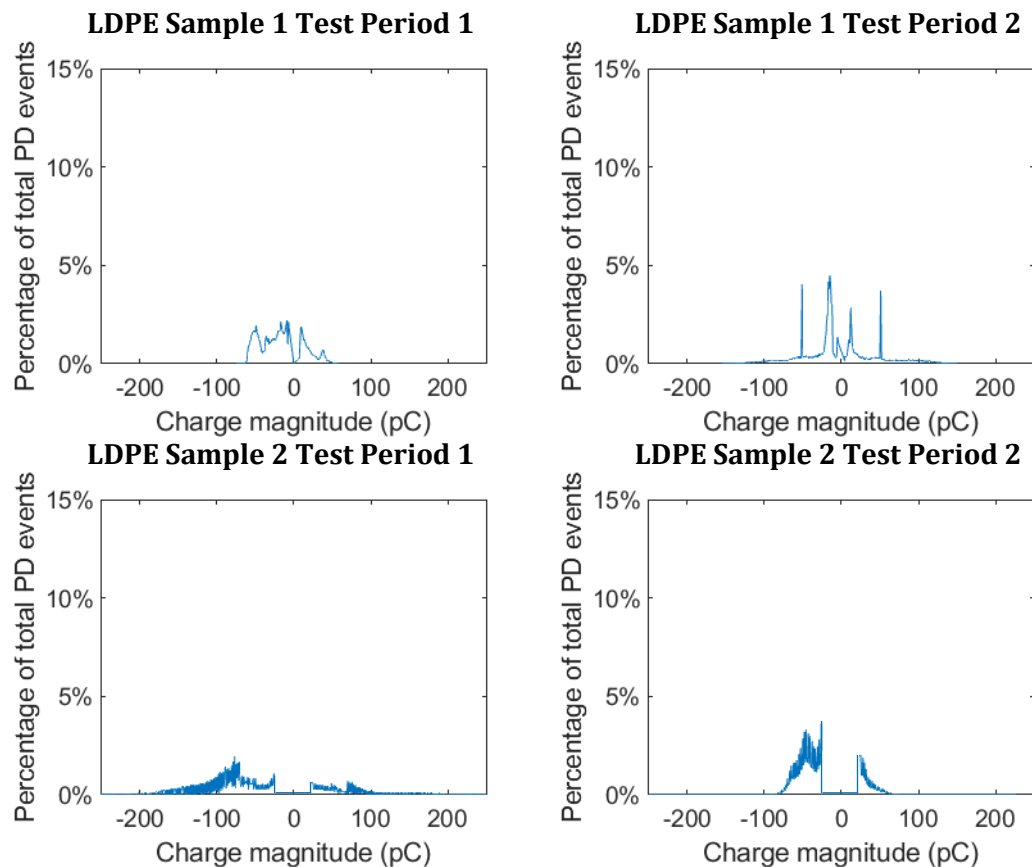 LDPE Sample 1 Test Period 1
15%
10%
5%
0%
Percentage of total PD events
-200 -100 0 100 200
Charge magnitude (pC)
LDPE Sample 1 Test Period 2
15%
10%
5%
0%
Percentage of total PD events
-200 -100 0 100 200
Charge magnitude (pC)
LDPE Sample 2 Test Period 1
15%
10%
5%
0%
Percentage of total PD events
-200 -100 0 100 200
Charge magnitude (pC)
LDPE Sample 2 Test Period 2
15%
10%
5%
0%
Percentage of total PD events
-200 -100 0 100 200
Charge magnitude (pC)